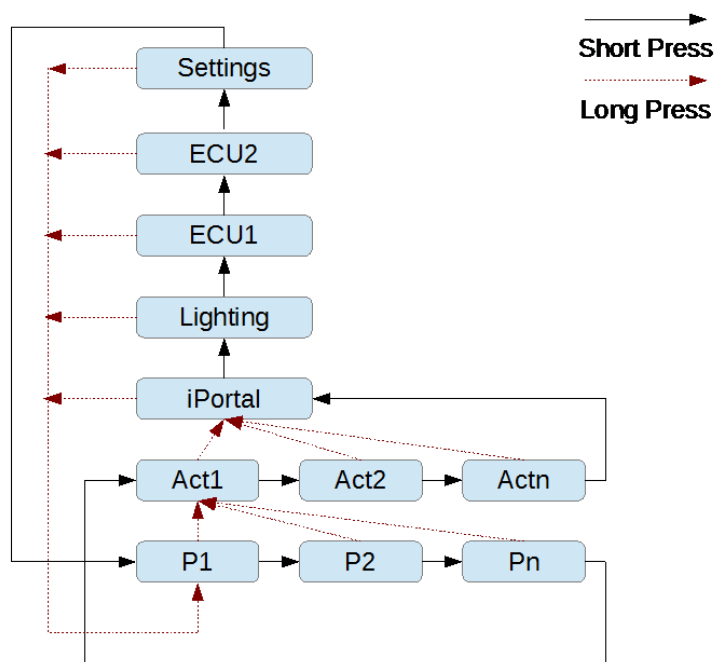 Short Press
Settings
Long Press
ECU2
ECU1
Lighting
iPortal
Act1 Act2 Actn
P1 P2 Pn